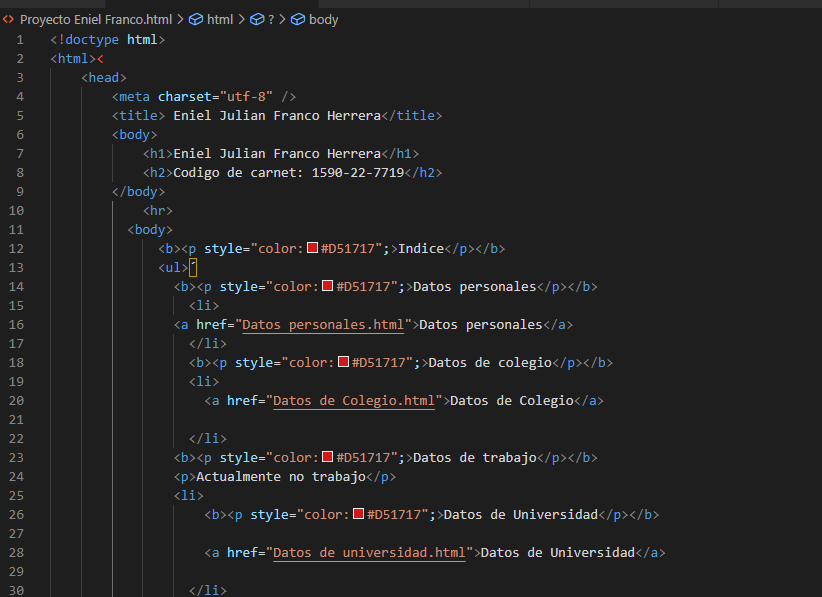 Proyecto Eniel Franco.html > html > ? > body
1 <!doctype html>
2 <html><
3 <head>
4 <meta charset="utf-8" />
5 <title> Eniel Julian Franco Herrera</title>
6 <body>
7 <h1>Eniel Julian Franco Herrera</h1>
8 <h2>Codigo de carnet: 1590-22-7719</h2>
9 </body>
10 <hr>
11 <body>
12 <b><p style="color:#D51717";>Indice</p></b>
13 <ul>´
14 <b><p style="color:#D51717";>Datos personales</p></b>
15 <li>
16 <a href="Datos personales.html">Datos personales</a>
17 </li>
18 <b><p style="color:#D51717";>Datos de colegio</p></b>
19 <li>
20 <a href="Datos de Colegio.html">Datos de Colegio</a>
21
22 </li>
23 <b><p style="color:#D51717";>Datos de trabajo</p></b>
24 <p>Actualmente no trabajo</p>
25 <li>
26 <b><p style="color:#D51717";>Datos de Universidad</p></b>
27
28 <a href="Datos de universidad.html">Datos de Universidad</a>
29
30 </li>